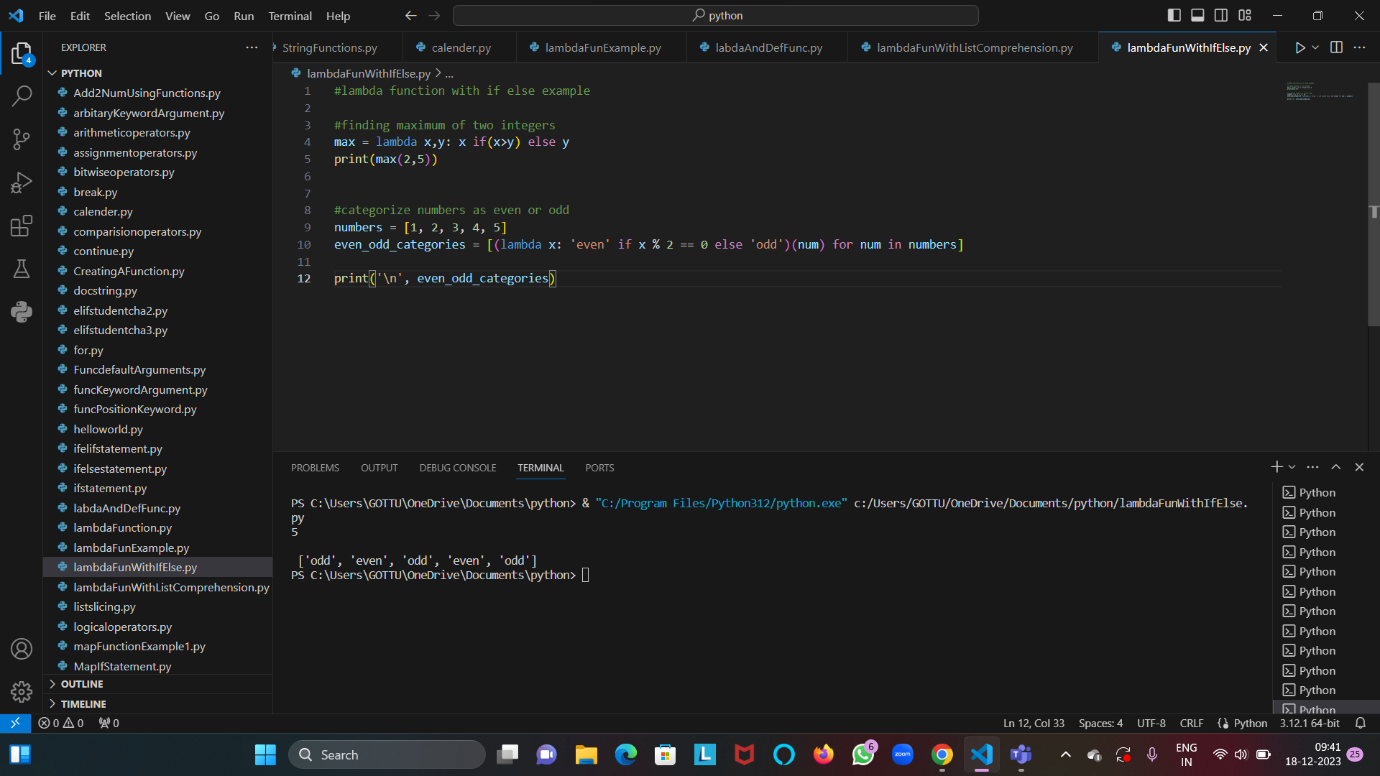 File Edit Selection View Go Run Terminal Help
python
EXPLORER
4
StringFunctions.py
calender.py
lambdaFunExample.py
labdaAndDefFunc.py
lambdaFunWithListComprehension.py
lambdaFunWithIfElse.py
PYTHON
Add2NumUsingFunctions.py
arbitaryKeywordArgument.py
arithmeticoperators.py
assignmentoperators.py
bitwiseoperators.py
break.py
calender.py
comparisionoperators.py
continue.py
CreatingAFunction.py
docstring.py
elifstudentcha2.py
elifstudentcha3.py
for.py
FuncdefaultArguments.py
funcKeywordArgument.py
funcPositionKeyword.py
helloworld.py
ifelifstatement.py
ifelsestatement.py
ifstatement.py
labdaAndDefFunc.py
lambdaFunction.py
lambdaFunExample.py
lambdaFunWithIfElse.py
lambdaFunWithListComprehension.py
listslicing.py
logicaloperators.py
mapFunctionExample1.py
MapIfStatement.py
OUTLINE
TIMELINE
lambdaFunWithIfElse.py > ...
1 #lambda function with if else example
2
3 #finding maximum of two integers
4 max = lambda x,y: x if(x>y) else y
5 print(max(2,5))
6
7
8 #categorize numbers as even or odd
9 numbers = [1, 2, 3, 4, 5]
10 even_odd_categories = [(lambda x: 'even' if x % 2 == 0 else 'odd')(num) for num in numbers]
11
12 print('\n', even_odd_categories)
PROBLEMS OUTPUT DEBUG CONSOLE TERMINAL PORTS
PS C:\Users\GOTTU\OneDrive\Documents\python> & "C:/Program Files/Python312/python.exe" c:/Users/GOTTU/OneDrive/Documents/python/lambdaFunWithIfElse.
py
5
['odd', 'even', 'odd', 'even', 'odd']
PS C:\Users\GOTTU\OneDrive\Documents\python>
Python
Python
Python
Python
Python
Python
Python
Python
Python
Python
Python
Python
0 0 0
Ln 12, Col 33 Spaces: 4 UTF-8 CRLF Python 3.12.1 64-bit
Search
L
6
zoom
ENG
IN
09:41
18-12-2023
25